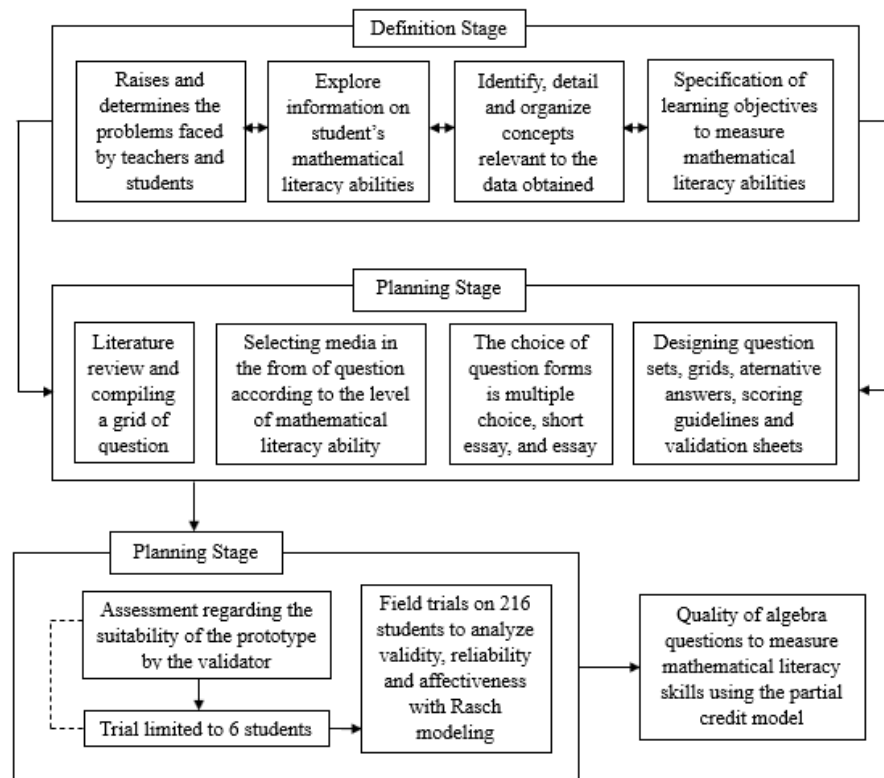 Definition Stage
Raises and
determines the
problems faced
by teachers and
students
Explore
information on
student's
mathematical
literacy abilities
Identify, detail
and organize
concepts
relevant to the
data obtained
Specification of
learning objectives
to measure
mathematical
literacy abilities
Planning Stage
Literature
review and
compiling
a grid of
question
Selecting media in
the from of question
according to the level
of mathematical
literacy ability
The choice of
question forms
is multiple
choice, short
essay, and essay
Designing question
sets, grids, aternative
answers, scoring
guidelines and
validation sheets
Planning Stage
Assessment regarding the
suitability of the prototype
by the validator
Trial limited to 6 students
Field trials on 216
students to analyze
validity, reliability
and affectiveness
with Rasch
modeling
Quality of algebra
questions to measure
mathematical literacy
skills using the partial
credit model